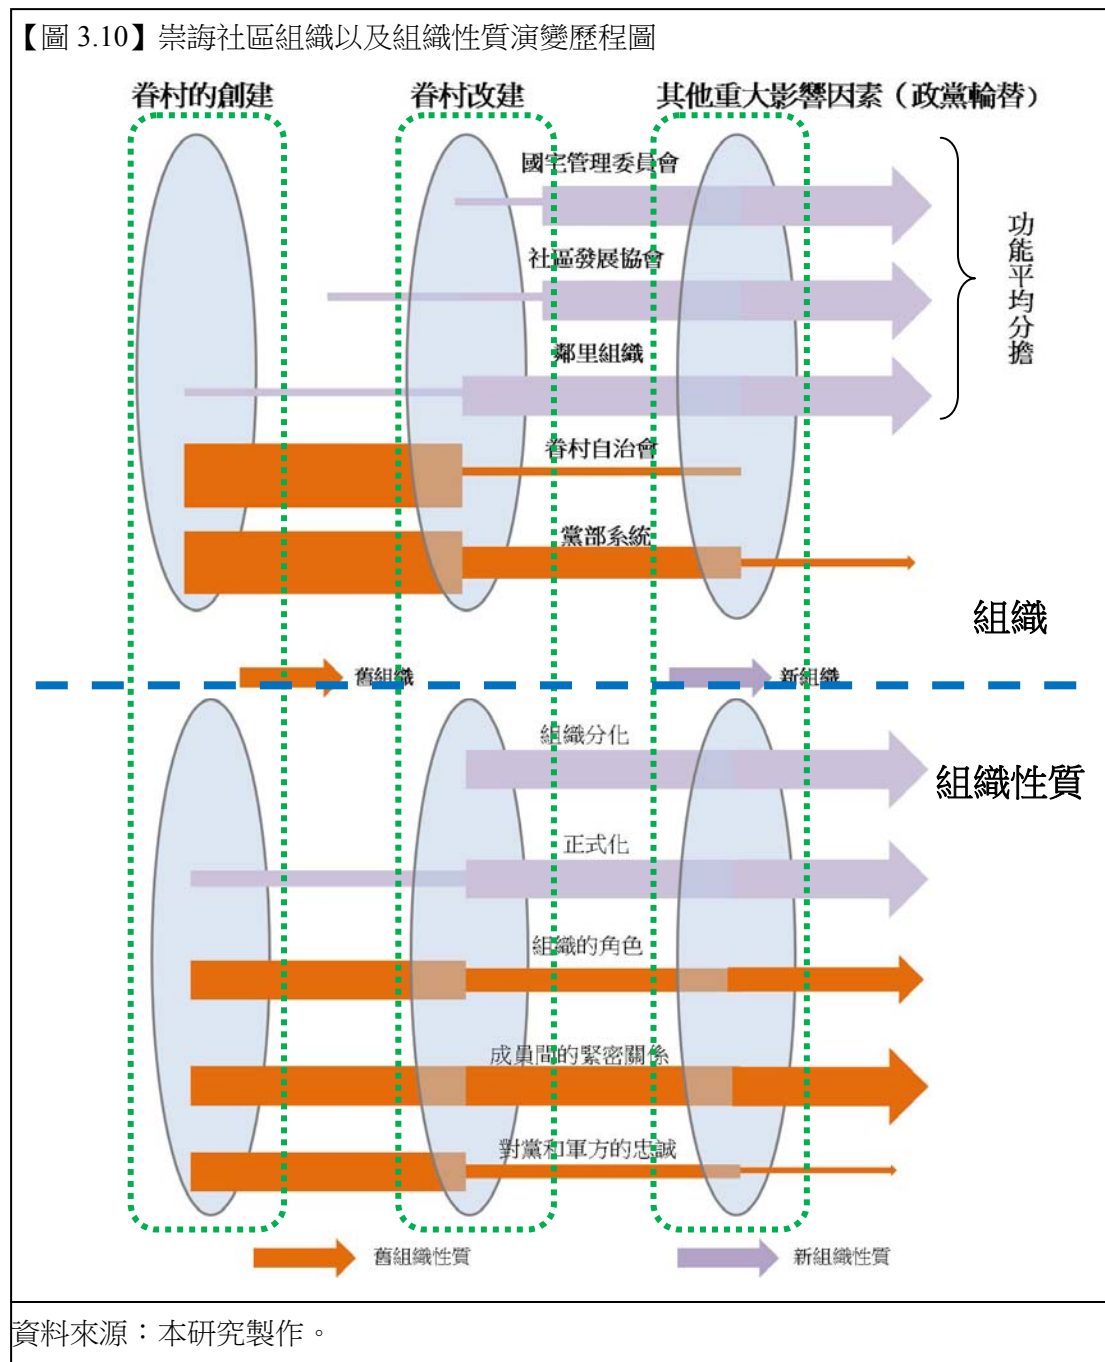 【圖 3.10】崇誨社區組織以及組織性質演變歷程圖
眷村的創建
眷村改建
其他重大影響因素（政黨輪替）
國宅管理委員會
社區發展協會
鄰里組織
眷村自治會
黨部系統
功能平均分擔
組織
舊組織
新組織
組織分化
組織性質
正式化
組織的角色
成員間的緊密關係
對黨和軍方的忠誠
舊組織性質
新組織性質
資料來源：本研究製作。